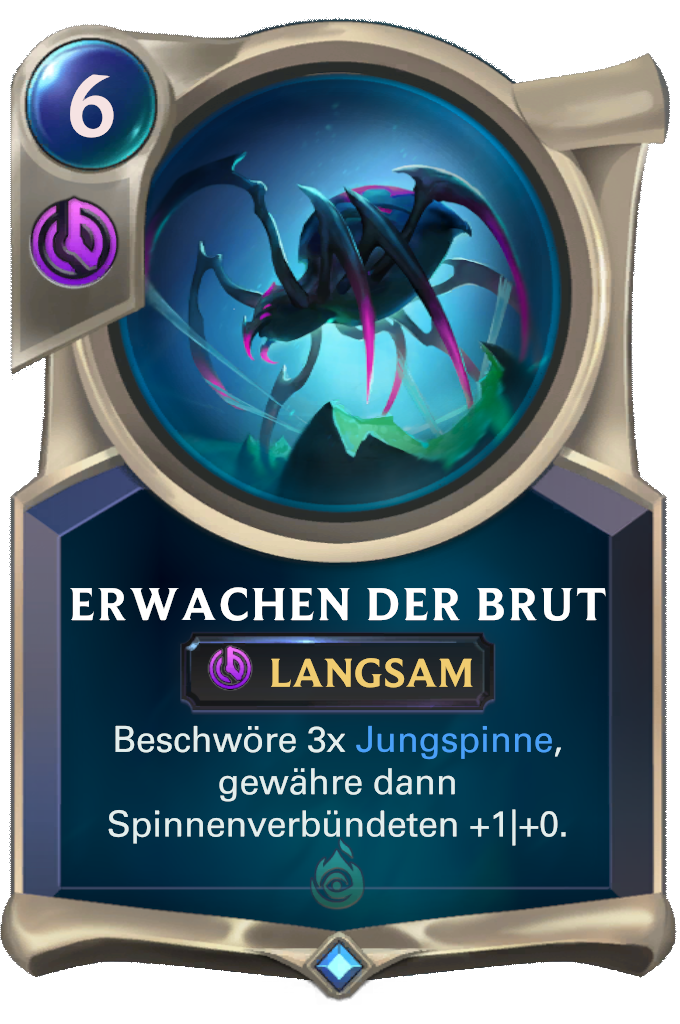 6
ERWACHEN DER BRUT
LANGSAM
Beschwöre 3x Jungspinne,
gewähre dann
Spinnenverbündeten +1|+0.